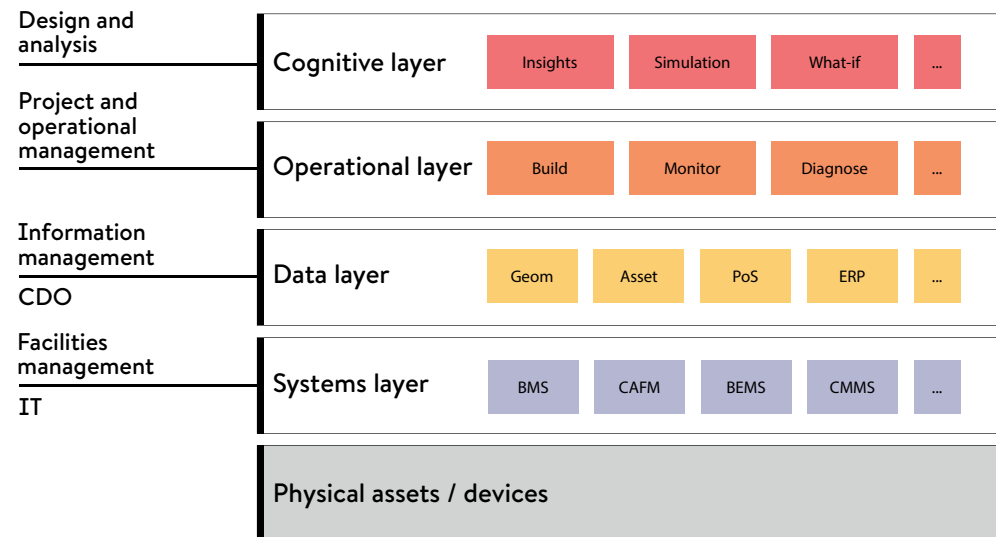 Design and
analysis
Cognitive layer
Insights
Simulation
What-if
...
Project and
operational
management
Operational layer
Build
Monitor
Diagnose
...
Information
management
CDO
Data layer
Geom
Asset
PoS
ERP
...
Facilities
management
IT
Systems layer
BMS
CAFM
BEMS
CMMS
...
Physical assets / devices